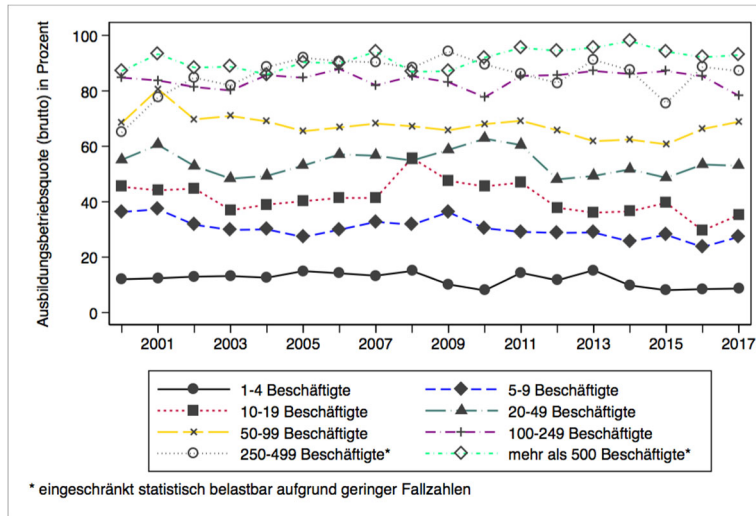 Ausbildungsbetriebsquote (brutto) in Prozent
100
80
60
40
20
0
2001 2003 2005 2007 2009 2011 2013 2015 2017
1-4 Beschäftigte 5-9 Beschäftigte
10-19 Beschäftigte 20-49 Beschäftigte
50-99 Beschäftigte 100-249 Beschäftigte
250-499 Beschäftigte* mehr als 500 Beschäftigte*
* eingeschränkt statistisch belastbar aufgrund geringer Fallzahlen